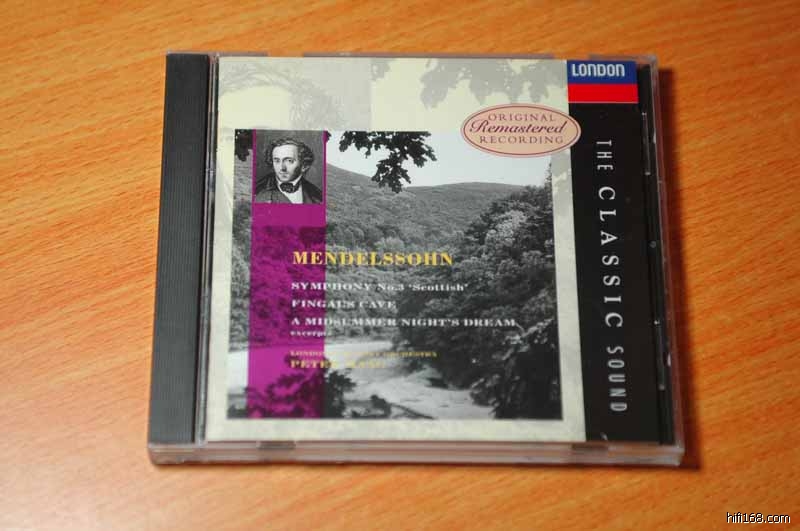 LONDON
ORIGINAL
Remastered
RECORDING
THE CLASSIC SOUND
MENDELSSOHN
SYMPHONY No.3 'Scottish'
FINGAL'S CAVE
A MIDSUMMER NIGHT'S DREAM
excerpts
LONDON ORCHESTRA
PETER
hifi168.com